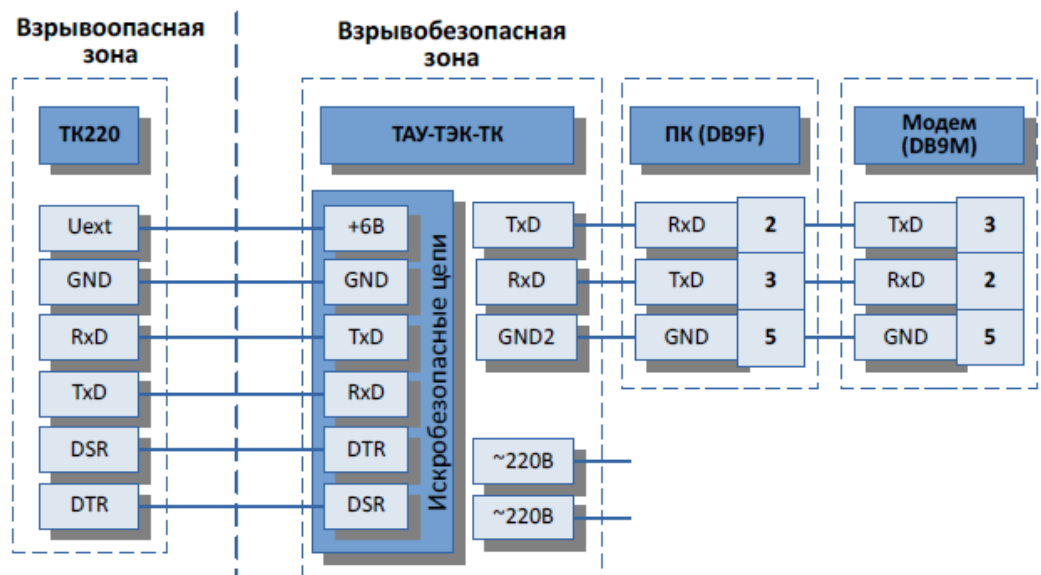 Взрывоопасная
зона
Взрывобезопасная
зона
ТК220
ТАУ-ТЭК-ТК
ПК (DB9F)
Модем
(DB9M)
Uext
+6В
TxD
RxD
2
TxD
3
GND
GND
RxD
TxD
3
RxD
2
RxD
TxD
GND2
GND
5
GND
5
TxD
RxD
DSR
DTR
~220В
DTR
DSR
~220В
Искробезопасные цепи